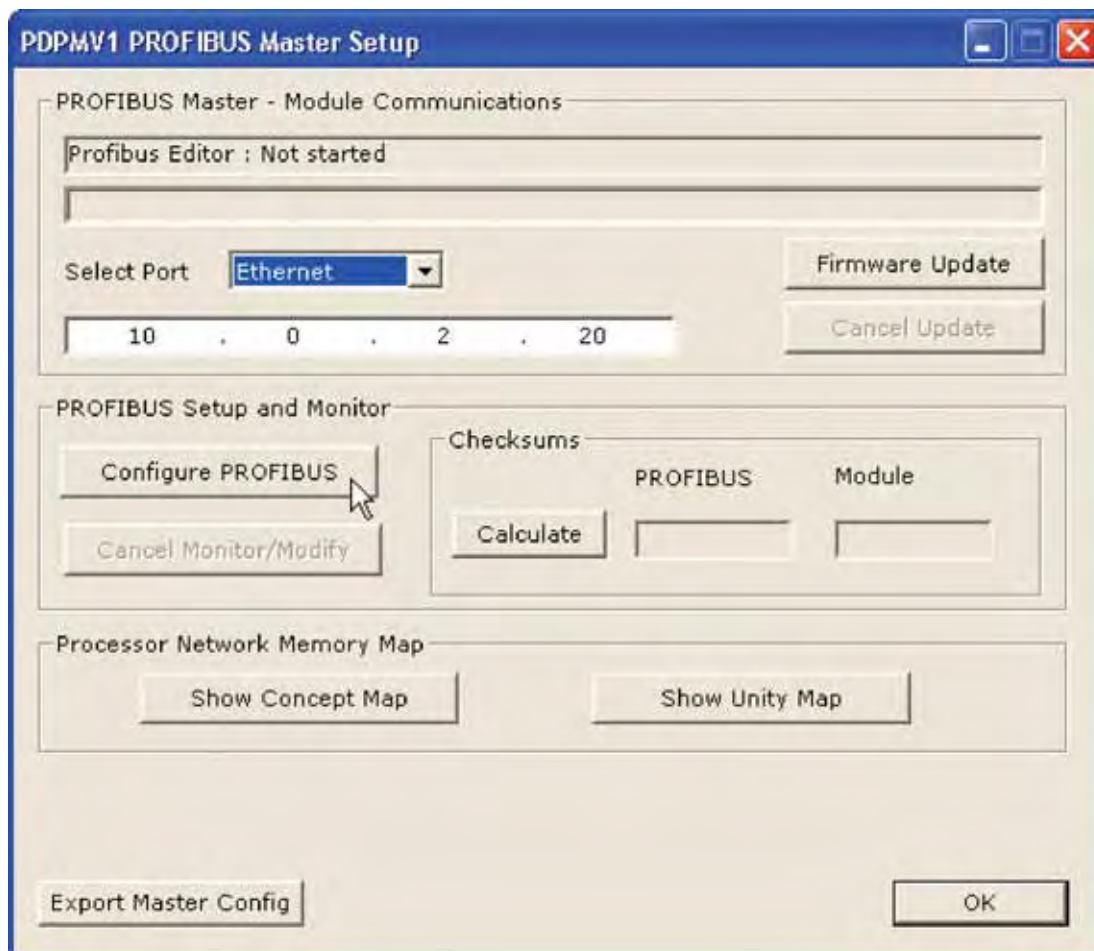 PDPMV1 PROFIBUS Master Setup
PROFIBUS Master - Module Communications
Profibus Editor : Not started
Select Port Ethernet
Firmware Update
10 . 0 . 2 . 20
Cancel Update
PROFIBUS Setup and Monitor
Configure PROFIBUS
Cancel Monitor/Modify
Checksums
PROFIBUS Module
Calculate
Processor Network Memory Map
Show Concept Map Show Unity Map
Export Master Config OK